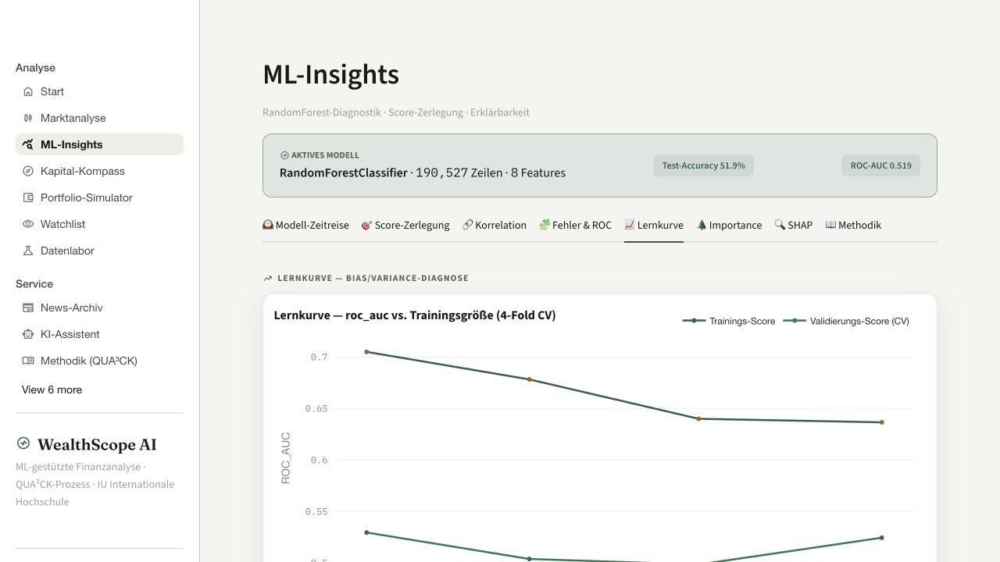 Analyse
Start
Marktanalyse
ML-Insights
Kapital-Kompass
Portfolio-Simulator
Watchlist
Datenlabor
Service
News-Archiv
KI-Assistent
Methodik (QUA³CK)
View 6 more
WealthScope AI
ML-gestützte Finanzanalyse ·
QUA³CK-Prozess · IU Internationale
Hochschule
ML-Insights
RandomForest-Diagnostik · Score-Zerlegung · Erklärbarkeit
AKTIVES MODELL
RandomForestClassifier · 190,527 Zeilen · 8 Features
Test-Accuracy 51.9%
ROC-AUC 0.519
Modell-Zeitreise Score-Zerlegung Korrelation Fehler & ROC Lernkurve Importance SHAP Methodik
LERNKURVE — BIAS/VARIANCE-DIAGNOSE
Lernkurve — roc_auc vs. Trainingsgröße (4-Fold CV)
Trainings-Score Validierungs-Score (CV)
0.7
0.65
0.6
0.55
ROC_AUC